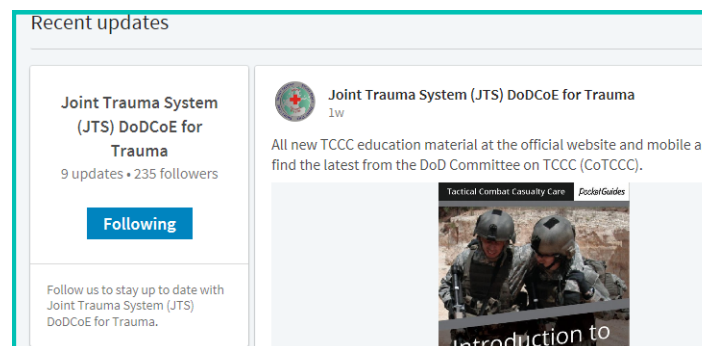 Recent updates
Joint Trauma System
(JTS) DoDCoE for
Trauma
9 updates • 235 followers
Following
Follow us to stay up to date with
Joint Trauma System (JTS)
DoDCoE for Trauma.
Joint Trauma System (JTS) DoDCoE for Trauma
1w
All new TCCC education material at the official website and mobile a
find the latest from the DoD Committee on TCCC (CoTCCC).
Tactical Combat Casualty Care PocketGuides
Introduction to